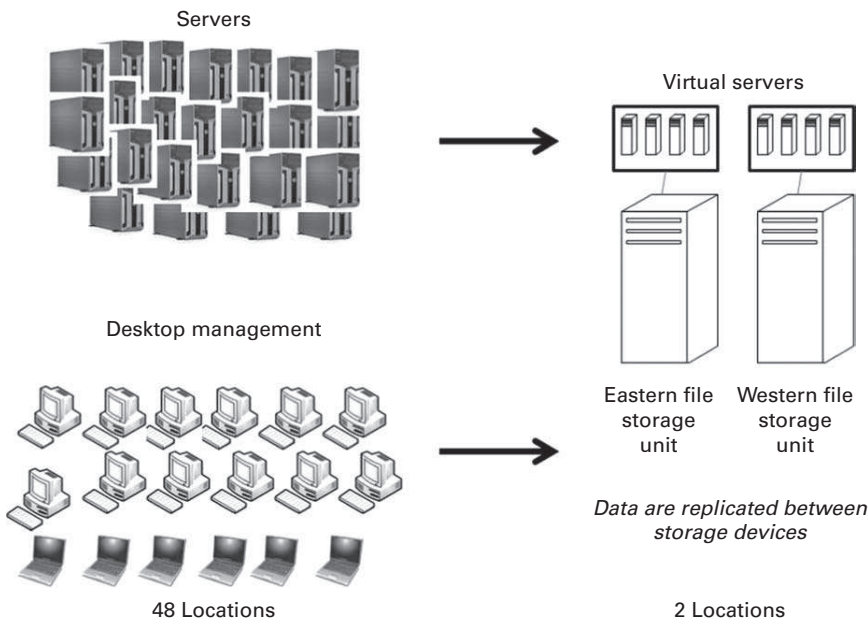 Servers
Virtual servers
Desktop management
Eastern file
storage
unit
Western file
storage
unit
Data are replicated between
storage devices
48 Locations
2 Locations